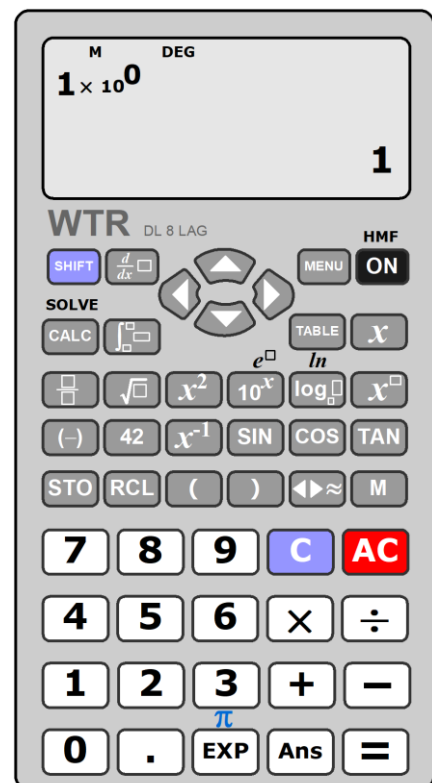 M DEG
1 × 10⁰
1
WTR DL 8 LAG
HMF
SHIFT d/dx □ MENU ON
SOLVE
CALC ∫□ TABLE x
e□ ln
□/□ √□ x² 10ˣ log□□ x□
(−) 42 x⁻¹ SIN COS TAN
STO RCL ( ) ◀▶≈ M
7 8 9 C AC
4 5 6 × ÷
1 2 3 + −
π
0 . EXP Ans =